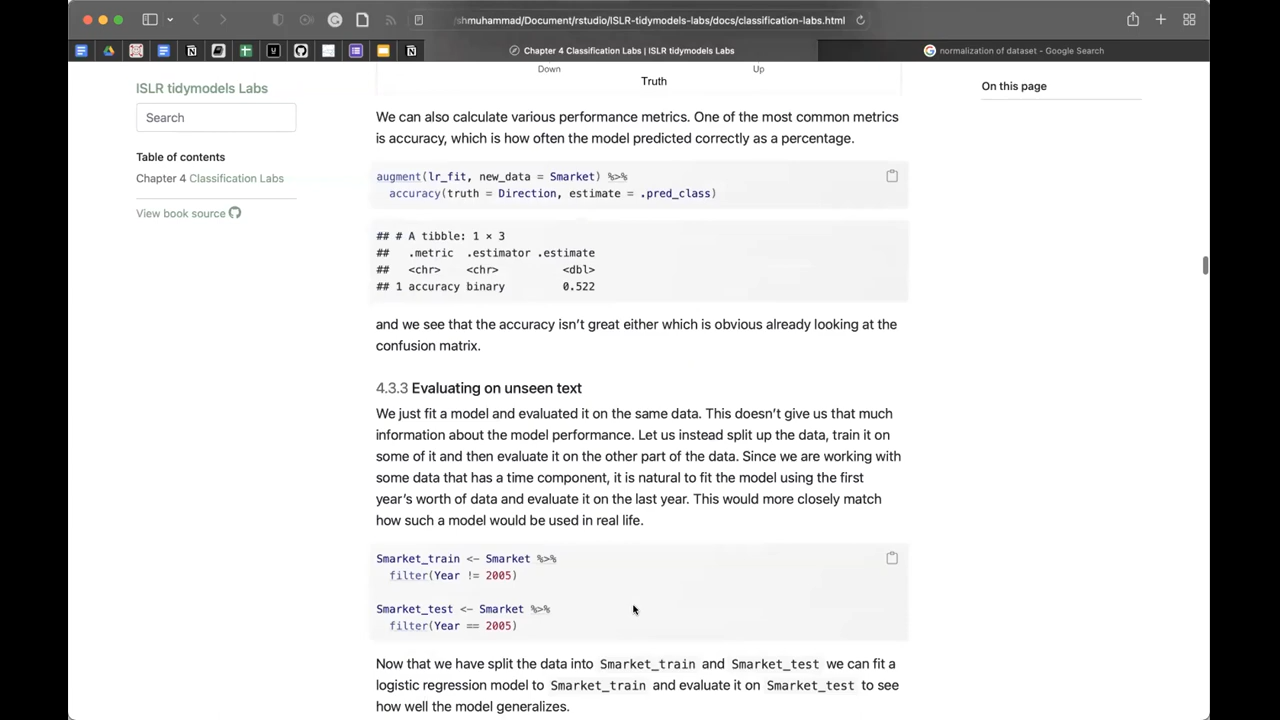 /shmuhammad/Document/rstudio/ISLR-tidymodels-labs/docs/classification-labs.html
Chapter 4 Classification Labs | ISLR tidymodels Labs
normalization of dataset - Google Search
ISLR tidymodels Labs
Search
Table of contents
Chapter 4 Classification Labs
View book source
On this page
Down Up
Truth
We can also calculate various performance metrics. One of the most common metrics
is accuracy, which is how often the model predicted correctly as a percentage.
augment(lr_fit, new_data = Smarket) %>%
accuracy(truth = Direction, estimate = .pred_class)
## # A tibble: 1 × 3
## .metric .estimator .estimate
## <chr> <chr> <dbl>
## 1 accuracy binary 0.522
and we see that the accuracy isn't great either which is obvious already looking at the
confusion matrix.
4.3.3 Evaluating on unseen text
We just fit a model and evaluated it on the same data. This doesn't give us that much
information about the model performance. Let us instead split up the data, train it on
some of it and then evaluate it on the other part of the data. Since we are working with
some data that has a time component, it is natural to fit the model using the first
year's worth of data and evaluate it on the last year. This would more closely match
how such a model would be used in real life.
Smarket_train <- Smarket %>%
filter(Year != 2005)
Smarket_test <- Smarket %>%
filter(Year == 2005)
Now that we have split the data into Smarket_train and Smarket_test we can fit a
logistic regression model to Smarket_train and evaluate it on Smarket_test to see
how well the model generalizes.